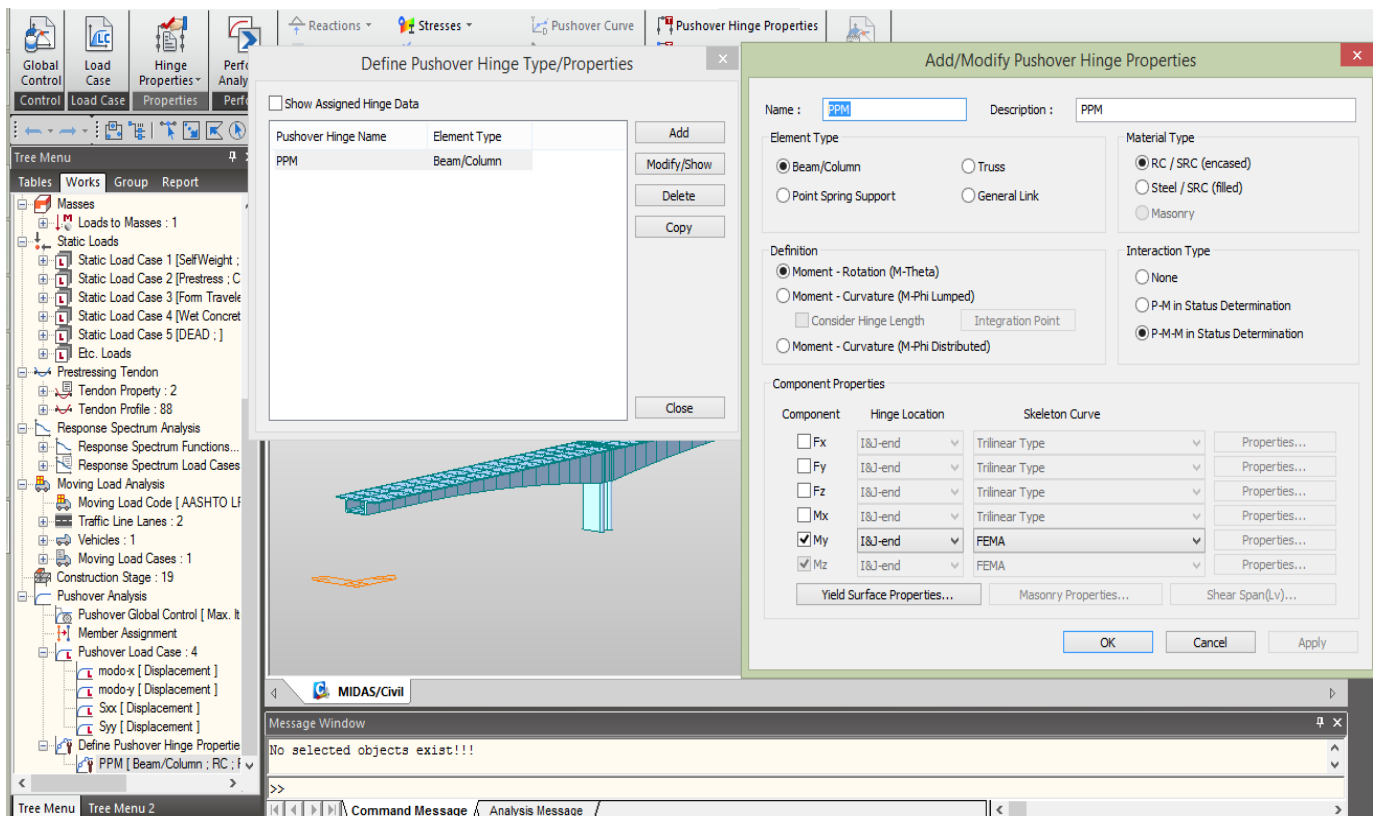 Reactions
Stresses
Pushover Curve
Pushover Hinge Properties
Global
Control
Load
Case
Hinge
Properties
Control
Load Case
Properties
Define Pushover Hinge Type/Properties
Show Assigned Hinge Data
Pushover Hinge Name
Element Type
PPM
Beam/Column
Add
Modify/Show
Delete
Copy
Close
Add/Modify Pushover Hinge Properties
Name :
PPM
Description :
PPM
Element Type
Beam/Column
Truss
Point Spring Support
General Link
Material Type
RC / SRC (encased)
Steel / SRC (filled)
Masonry
Definition
Moment - Rotation (M-Theta)
Moment - Curvature (M-Phi Lumped)
Consider Hinge Length
Integration Point
Moment - Curvature (M-Phi Distributed)
Interaction Type
None
P-M in Status Determination
P-M-M in Status Determination
Component Properties
Component Hinge Location Skeleton Curve
Fx I&J-end Trilinear Type Properties...
Fy I&J-end Trilinear Type Properties...
Fz I&J-end Trilinear Type Properties...
Mx I&J-end Trilinear Type Properties...
My I&J-end FEMA Properties...
Mz I&J-end FEMA Properties...
Yield Surface Properties... Masonry Properties... Shear Span(Lv)...
OK Cancel Apply
Tree Menu
Tables Works Group Report
Masses
Loads to Masses : 1
Static Loads
Static Load Case 1 [SelfWeight ;
Static Load Case 2 [Prestress ; C
Static Load Case 3 [Form Travele
Static Load Case 4 [Wet Concret
Static Load Case 5 [DEAD ; ]
Etc. Loads
Prestressing Tendon
Tendon Property : 2
Tendon Profile : 88
Response Spectrum Analysis
Response Spectrum Functions...
Response Spectrum Load Cases
Moving Load Analysis
Moving Load Code [ AASHTO LF
Traffic Line Lanes : 2
Vehicles : 1
Moving Load Cases : 1
Construction Stage : 19
Pushover Analysis
Pushover Global Control [ Max. It
Member Assignment
Pushover Load Case : 4
modo-x [ Displacement ]
modo-y [ Displacement ]
Sxx [ Displacement ]
Syy [ Displacement ]
Define Pushover Hinge Propertie
PPM [ Beam/Column ; RC ; F
Tree Menu Tree Menu 2
MIDAS/Civil
Message Window
No selected objects exist!!!
>>
Command Message Analysis Message